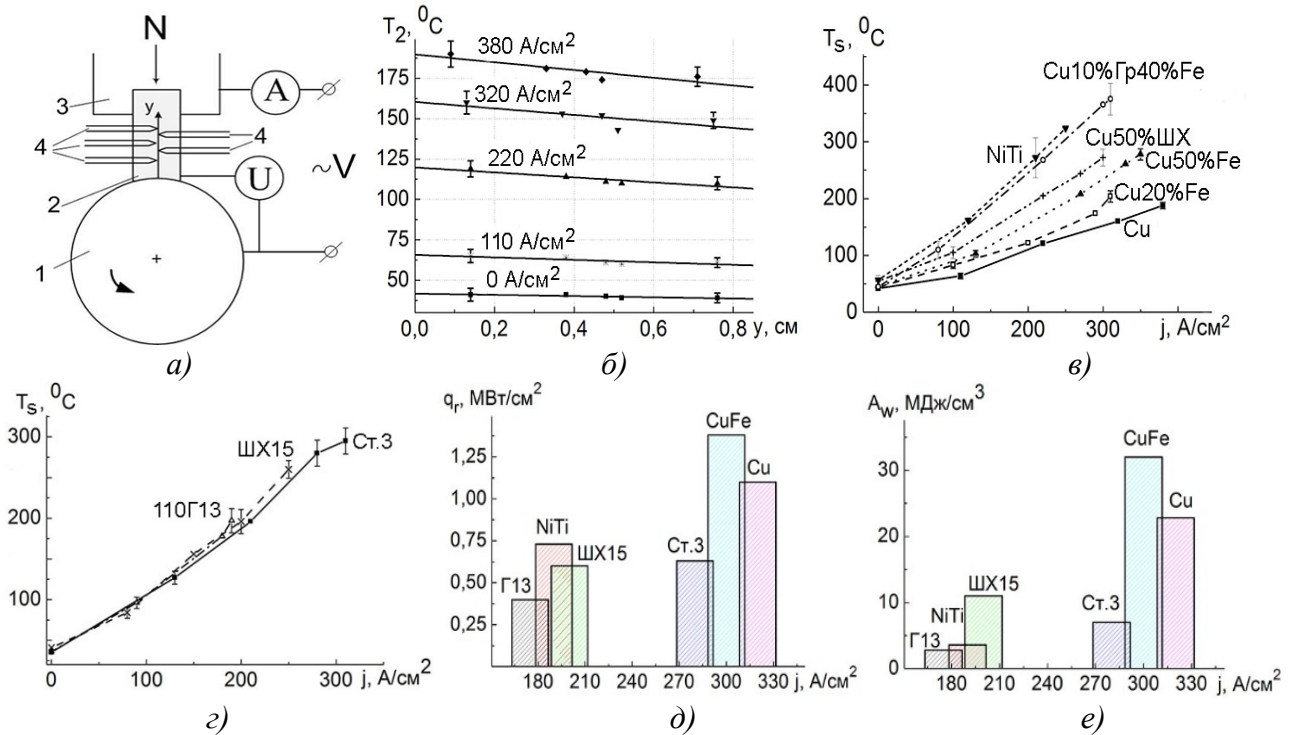 N
A
3
y
4
4
~V
U
2
1
+
а)
T₂, ⁰C
175
150
125
100
75
50
380 А/см²
320 А/см²
220 А/см²
110 А/см²
0 А/см²
0,0 0,2 0,4 0,6 0,8 y, см
б)
Tₛ, ⁰C
400
300
200
100
0
Cu10%Гр40%Fe
NiTi
Cu50%ШХ
Cu50%Fe
Cu20%Fe
Cu
0 100 200 300 j, А/см²
в)
Tₛ, ⁰C
300
200
100
ШХ15
Ст.3
110Г13
0 100 200 300 j, А/см²
г)
qᵣ, МВт/см²
1,25
1,00
0,75
0,50
0,25
CuFe
Cu
NiTi
ШХ15
Г13
Ст.3
180 210 240 270 300 330 j, А/см²
д)
A_w, МДж/см³
30
20
10
0
CuFe
Cu
ШХ15
NiTi
Г13
Ст.3
180 210 240 270 300 330 j, А/см²
е)